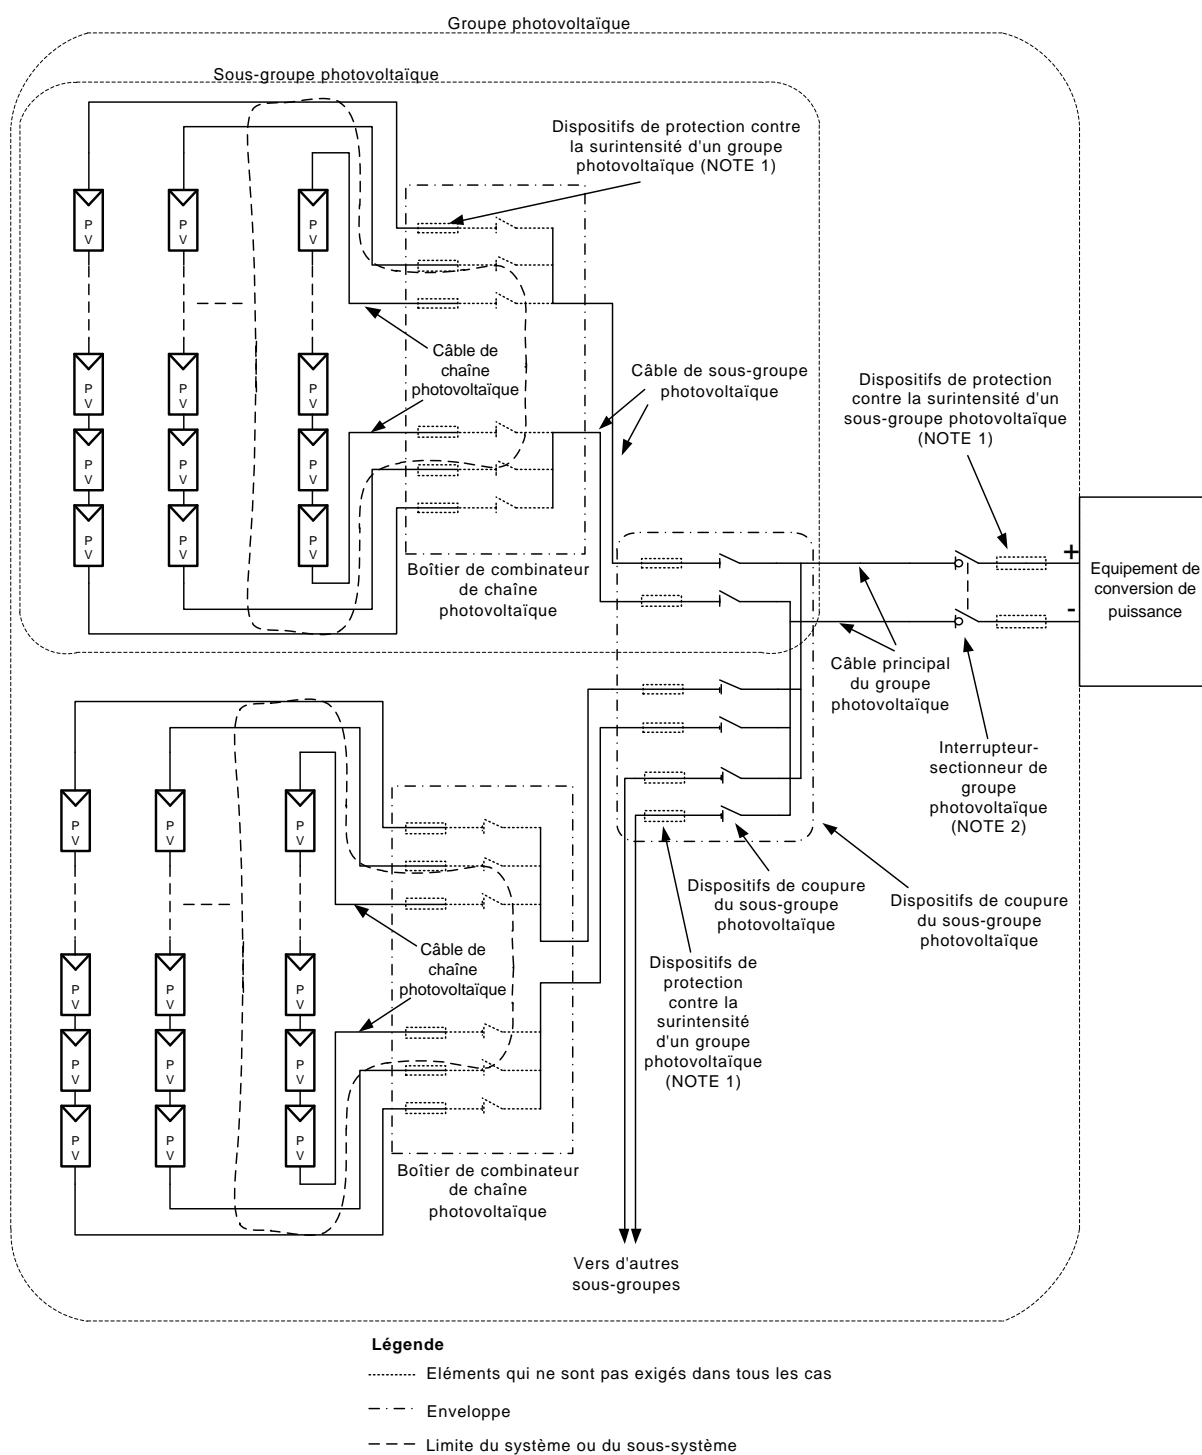 Groupe photovoltaïque
Sous-groupe photovoltaïque
Dispositifs de protection contre
la surintensité d'un groupe
photovoltaïque (NOTE 1)
P
V
P
V
P
V
Câble de
chaîne
photovoltaïque
Câble de sous-groupe
photovoltaïque
Dispositifs de protection
contre la surintensité d'un
sous-groupe photovoltaïque
(NOTE 1)
P
V
P
V
P
V
P
V
P
V
P
V
P
V
P
V
P
V
Boîtier de combinateur
de chaîne
photovoltaïque
+
-
Equipement de
conversion de
puissance
Câble principal
du groupe
photovoltaïque
Interrupteur-
sectionneur de
groupe
photovoltaïque
(NOTE 2)
P
V
P
V
P
V
Dispositifs de coupure
du sous-groupe
photovoltaïque
Dispositifs de coupure
du sous-groupe
photovoltaïque
Câble de
chaîne
photovoltaïque
Dispositifs de
protection
contre la
surintensité
d'un groupe
photovoltaïque
(NOTE 1)
P
V
P
V
P
V
P
V
P
V
P
V
P
V
P
V
P
V
Boîtier de combinateur
de chaîne
photovoltaïque
Vers d'autres
sous-groupes
Légende
Eléments qui ne sont pas exigés dans tous les cas
Enveloppe
Limite du système ou du sous-système